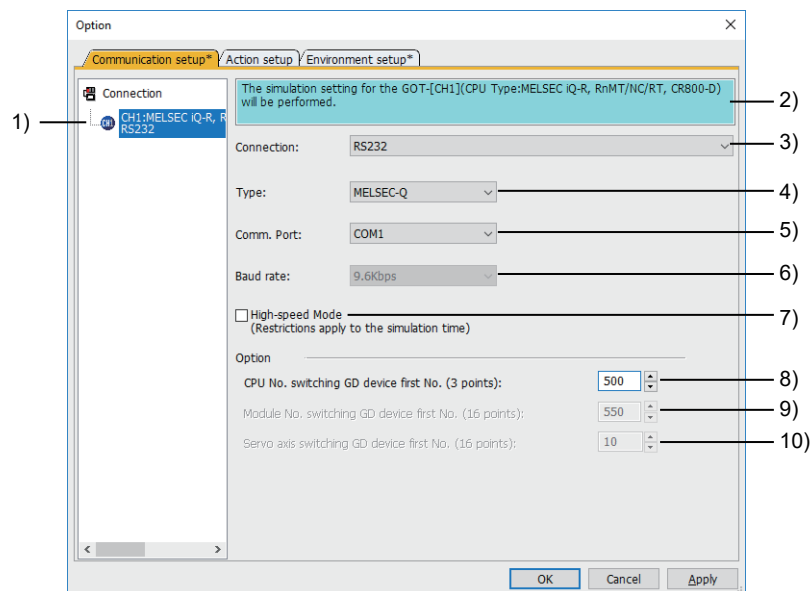 Option
Communication setup* Action setup Environment setup*
Connection
CH1 CH1:MELSEC iQ-R, R
RS232
1)
The simulation setting for the GOT-[CH1](CPU Type:MELSEC iQ-R, RnMT/NC/RT, CR800-D)
will be performed.
2)
Connection: RS232 3)
Type: MELSEC-Q 4)
Comm. Port: COM1 5)
Baud rate: 9.6Kbps 6)
High-speed Mode 7)
(Restrictions apply to the simulation time)
Option
CPU No. switching GD device first No. (3 points): 500 8)
Module No. switching GD device first No. (16 points): 550 9)
Servo axis switching GD device first No. (16 points): 10 10)
OK Cancel Apply